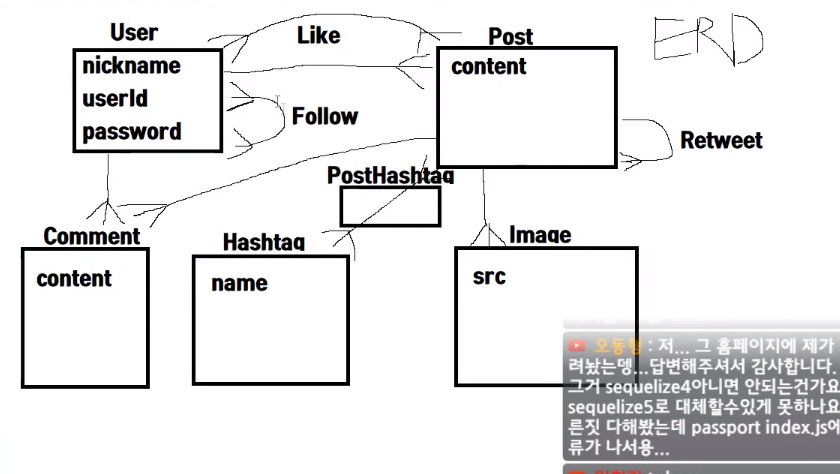 User
Like
Post
ERD
nickname
userId
password
content
Follow
Retweet
PostHashtag
Comment
Hashtag
Image
content
name
src
오동형 : 저... 그 홈페이지에 제가
려놨는뎅...답변해주셔서 감사합니다.
그거 sequelize4아니면 안되는건가요
sequelize5로 대체할수있게 못하나요
른짓 다해봤는데 passport index.js에
류가 나서용...